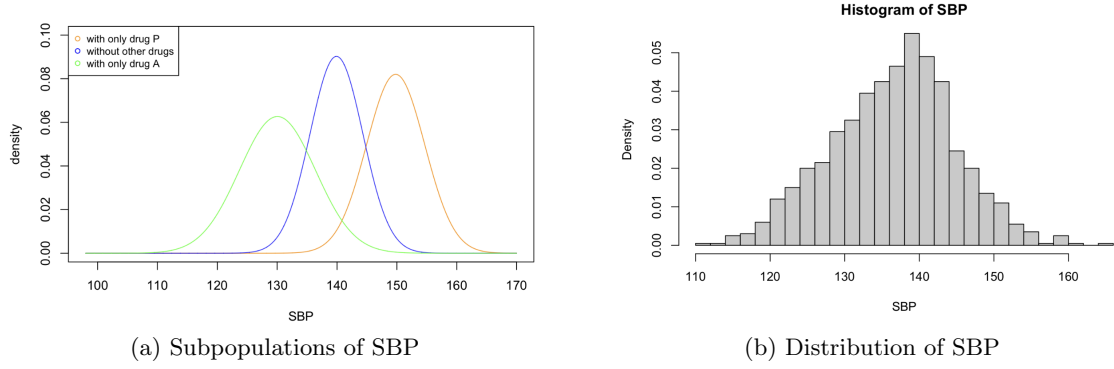 with only drug P
without other drugs
with only drug A
0.10
0.08
0.06
0.04
0.02
0.00
density
100 110 120 130 140 150 160 170
SBP
(a) Subpopulations of SBP
Histogram of SBP
0.05
0.04
0.03
0.02
0.01
0.00
Density
110 120 130 140 150 160
SBP
(b) Distribution of SBP